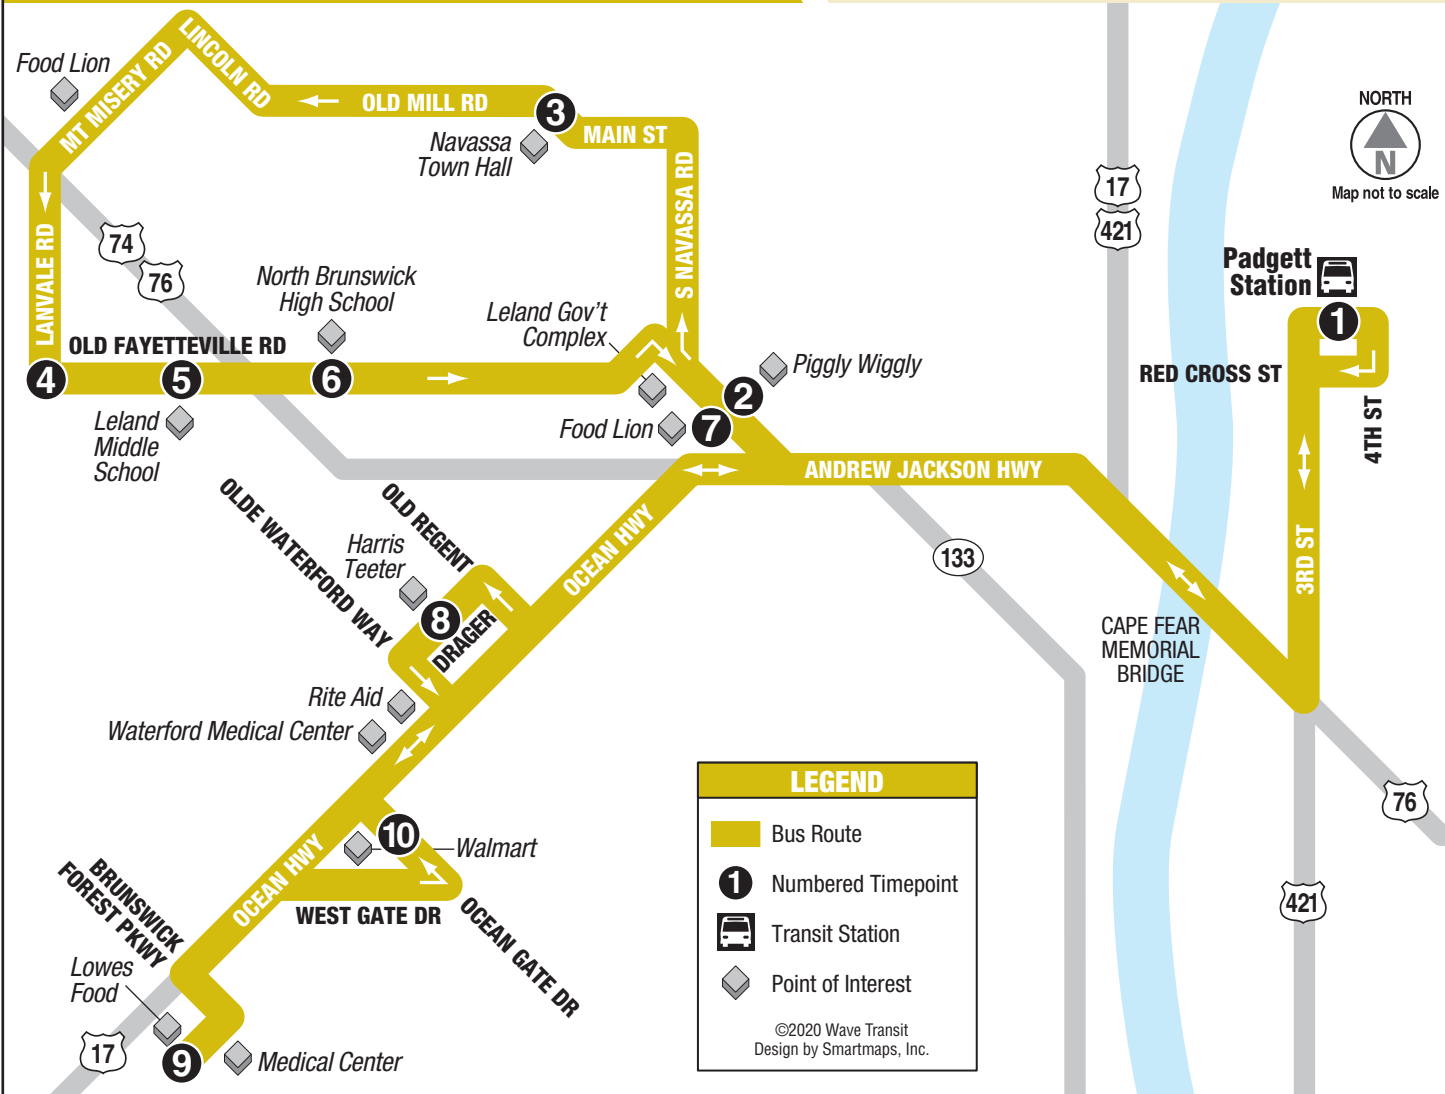 Food Lion
MT MISERY RD
LINCOLN RD
OLD MILL RD
3
MAIN ST
Navassa
Town Hall
S NAVASSA RD
LANVALE RD
74
76
17
421
NORTH
N
Map not to scale
Padgett
Station
1
RED CROSS ST
4TH ST
3RD ST
North Brunswick
High School
Leland Gov't
Complex
OLD FAYETTEVILLE RD
4
5
6
Leland
Middle
School
Piggly Wiggly
2
Food Lion
7
ANDREW JACKSON HWY
OCEAN HWY
OLDE WATERFORD WAY
OLD REGENT
Harris
Teeter
8
DRAGER
133
CAPE FEAR
MEMORIAL
BRIDGE
Rite Aid
Waterford Medical Center
10
Walmart
OCEAN HWY
WEST GATE DR
OCEAN GATE DR
BRUNSWICK
FOREST PKWY
Lowes
Food
17
9
Medical Center
76
421
LEGEND
Bus Route
1
Numbered Timepoint
Transit Station
Point of Interest
©2020 Wave Transit
Design by Smartmaps, Inc.